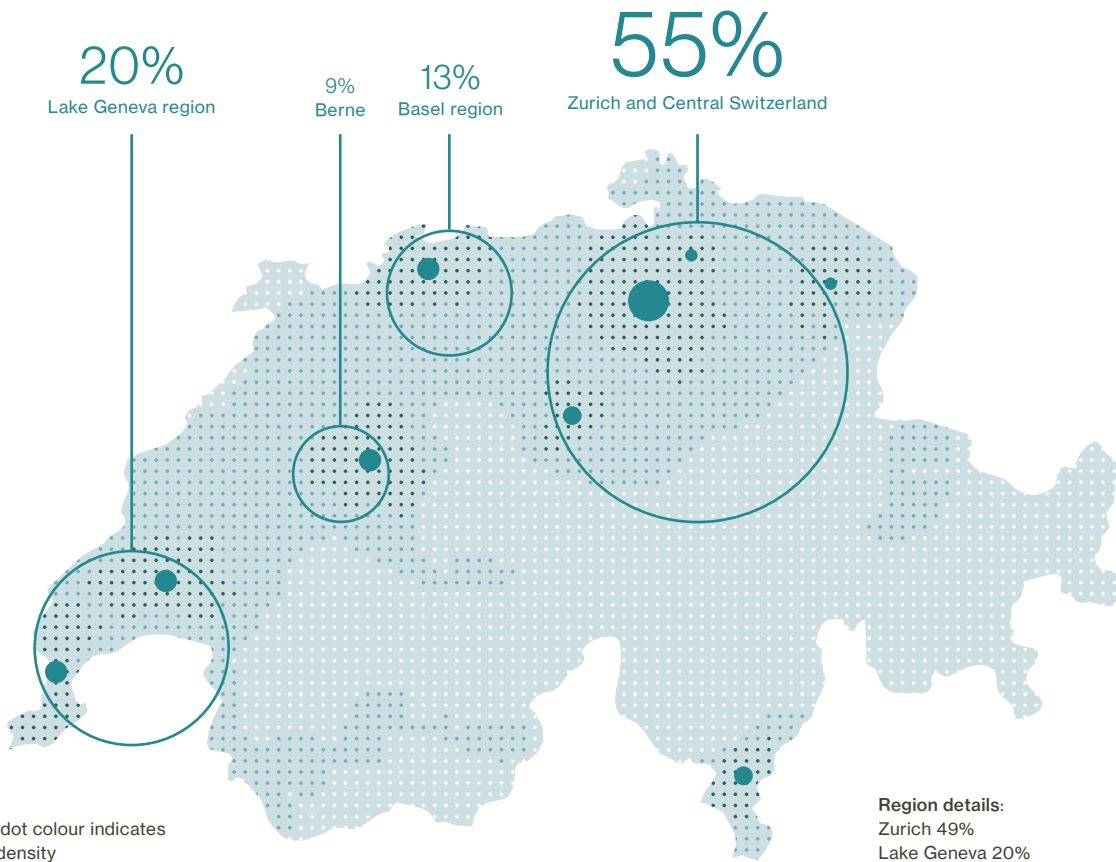 20%
Lake Geneva region
9%
Berne
13%
Basel region
55%
Zurich and Central Switzerland
dot colour indicates
density
Region details:
Zurich 49%
Lake Geneva 20%